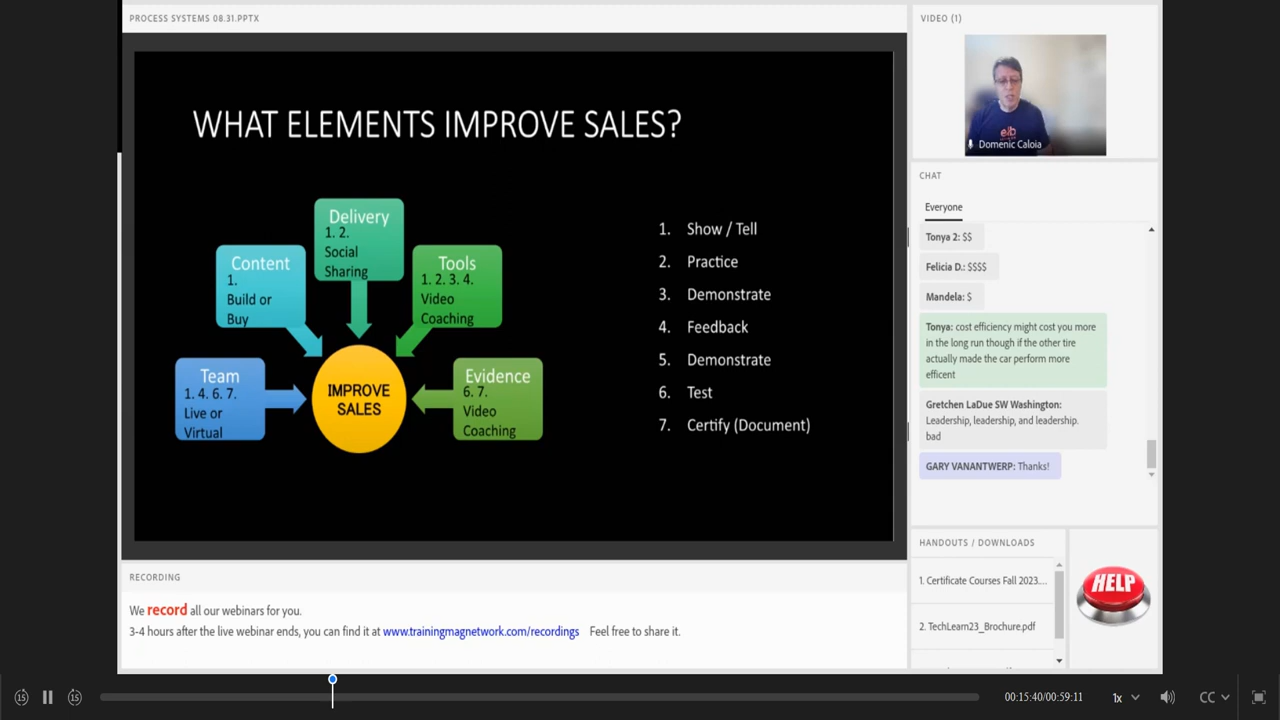 PROCESS SYSTEMS 08.31.PPTX
WHAT ELEMENTS IMPROVE SALES?
Delivery
1. 2.
Social
Sharing
Content
1.
Build or
Buy
Tools
1. 2. 3. 4.
Video
Coaching
Team
1. 4. 6. 7.
Live or
Virtual
IMPROVE
SALES
Evidence
6. 7.
Video
Coaching
1. Show / Tell
2. Practice
3. Demonstrate
4. Feedback
5. Demonstrate
6. Test
7. Certify (Document)
VIDEO (1)
elb
Domenic Caloia
CHAT
Everyone
Tonya 2: $$
Felicia D.: $$$$
Mandela: $
Tonya: cost efficiency might cost you more
in the long run though if the other tire
actually made the car perform more
efficent
Gretchen LaDue SW Washington:
Leadership, leadership, and leadership.
bad
GARY VANANTWERP: Thanks!
HANDOUTS / DOWNLOADS
1. Certificate Courses Fall 2023....
2. TechLearn23_Brochure.pdf
HELP
RECORDING
We record all our webinars for you.
3-4 hours after the live webinar ends, you can find it at www.trainingmagnetwork.com/recordings Feel free to share it.
15
15
00:15:40/00:59:11
1x
CC